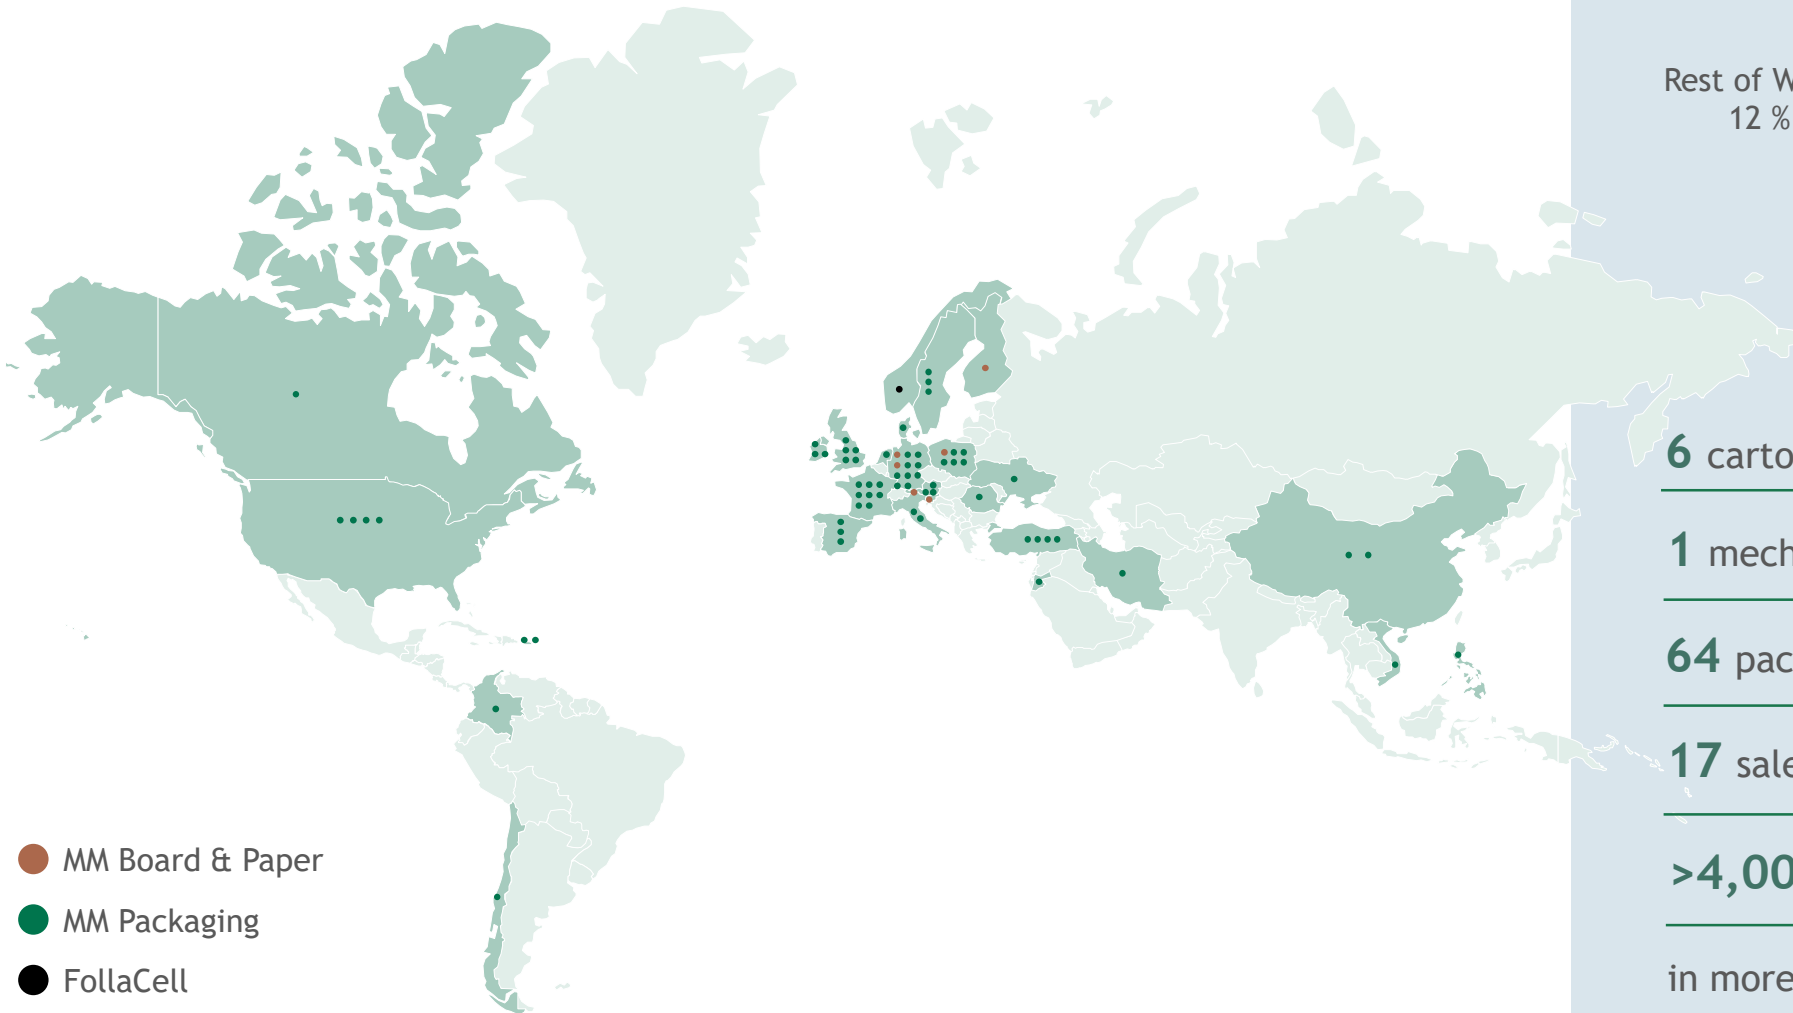 Rest of W
12 %
6 carto
1 mech
64 pac
17 sale
>4,00
in more
MM Board & Paper
MM Packaging
FollaCell